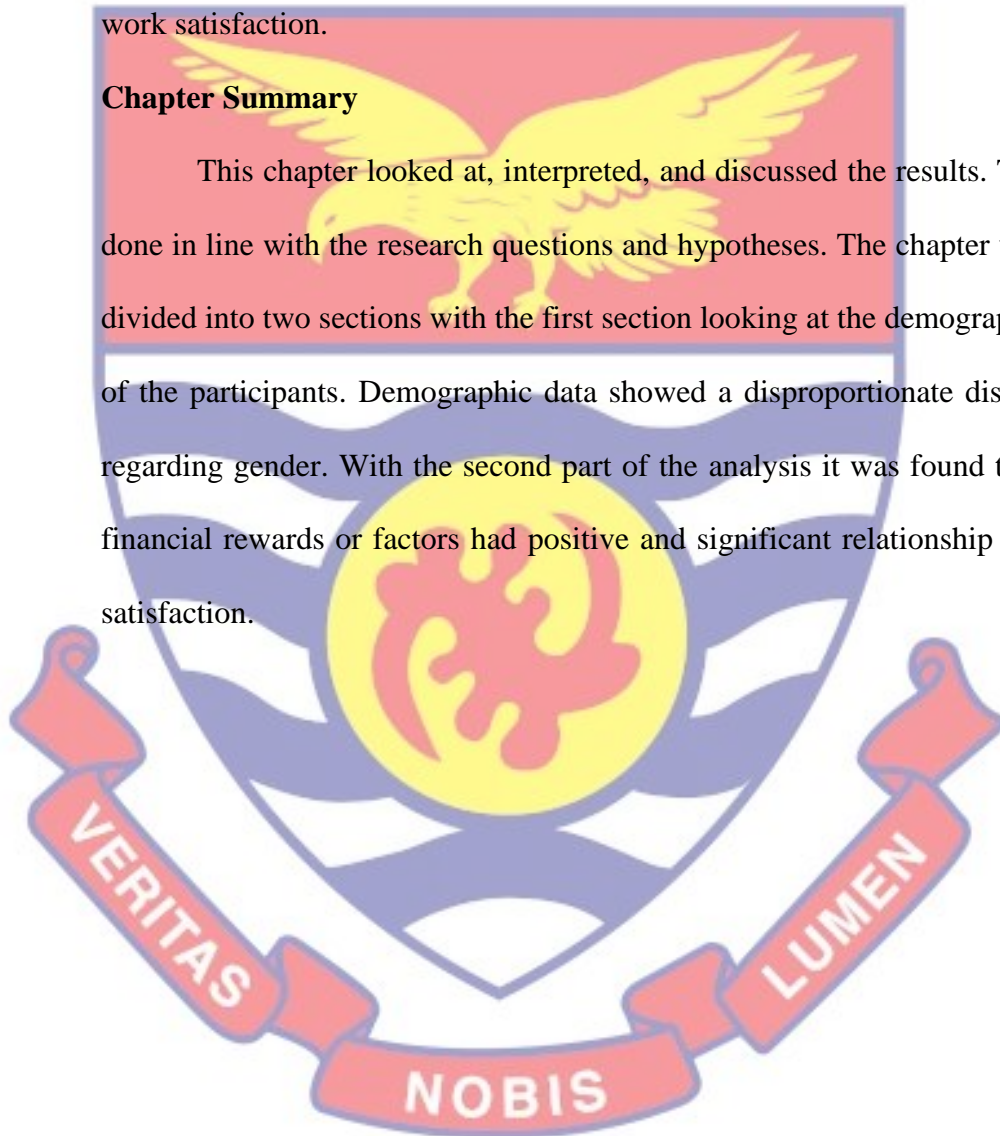 work satisfaction.
Chapter Summary
This chapter looked at, interpreted, and discussed the results. T
done in line with the research questions and hypotheses. The chapter
divided into two sections with the first section looking at the demograp
of the participants. Demographic data showed a disproportionate dis
regarding gender. With the second part of the analysis it was found t
financial rewards or factors had positive and significant relationship
satisfaction.
VERITAS
NOBIS
LUMEN